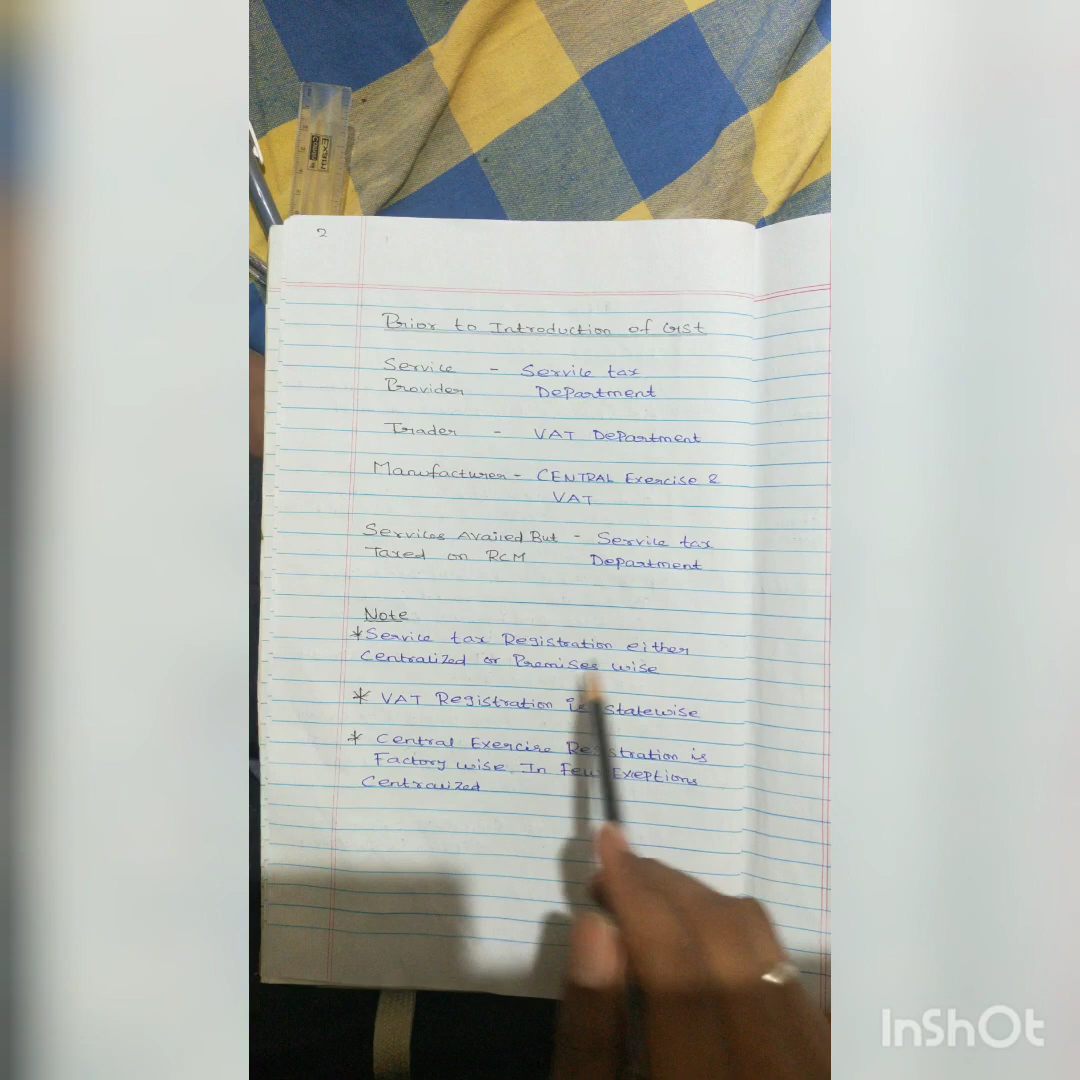 2
Prior to Introduction of GST
Service - Service tax
Provider Department
Trader - VAT Department
Manufacturer - CENTRAL Exercise &
VAT
Services Availed But - Service tax
Taxed on RCM Department
Note
* Service tax Registration either
Centralized or Premises wise
* VAT Registration is Statewise
* Central Exercise Registration is
Factory wise In Few Exeptions
Centralized
InShOt